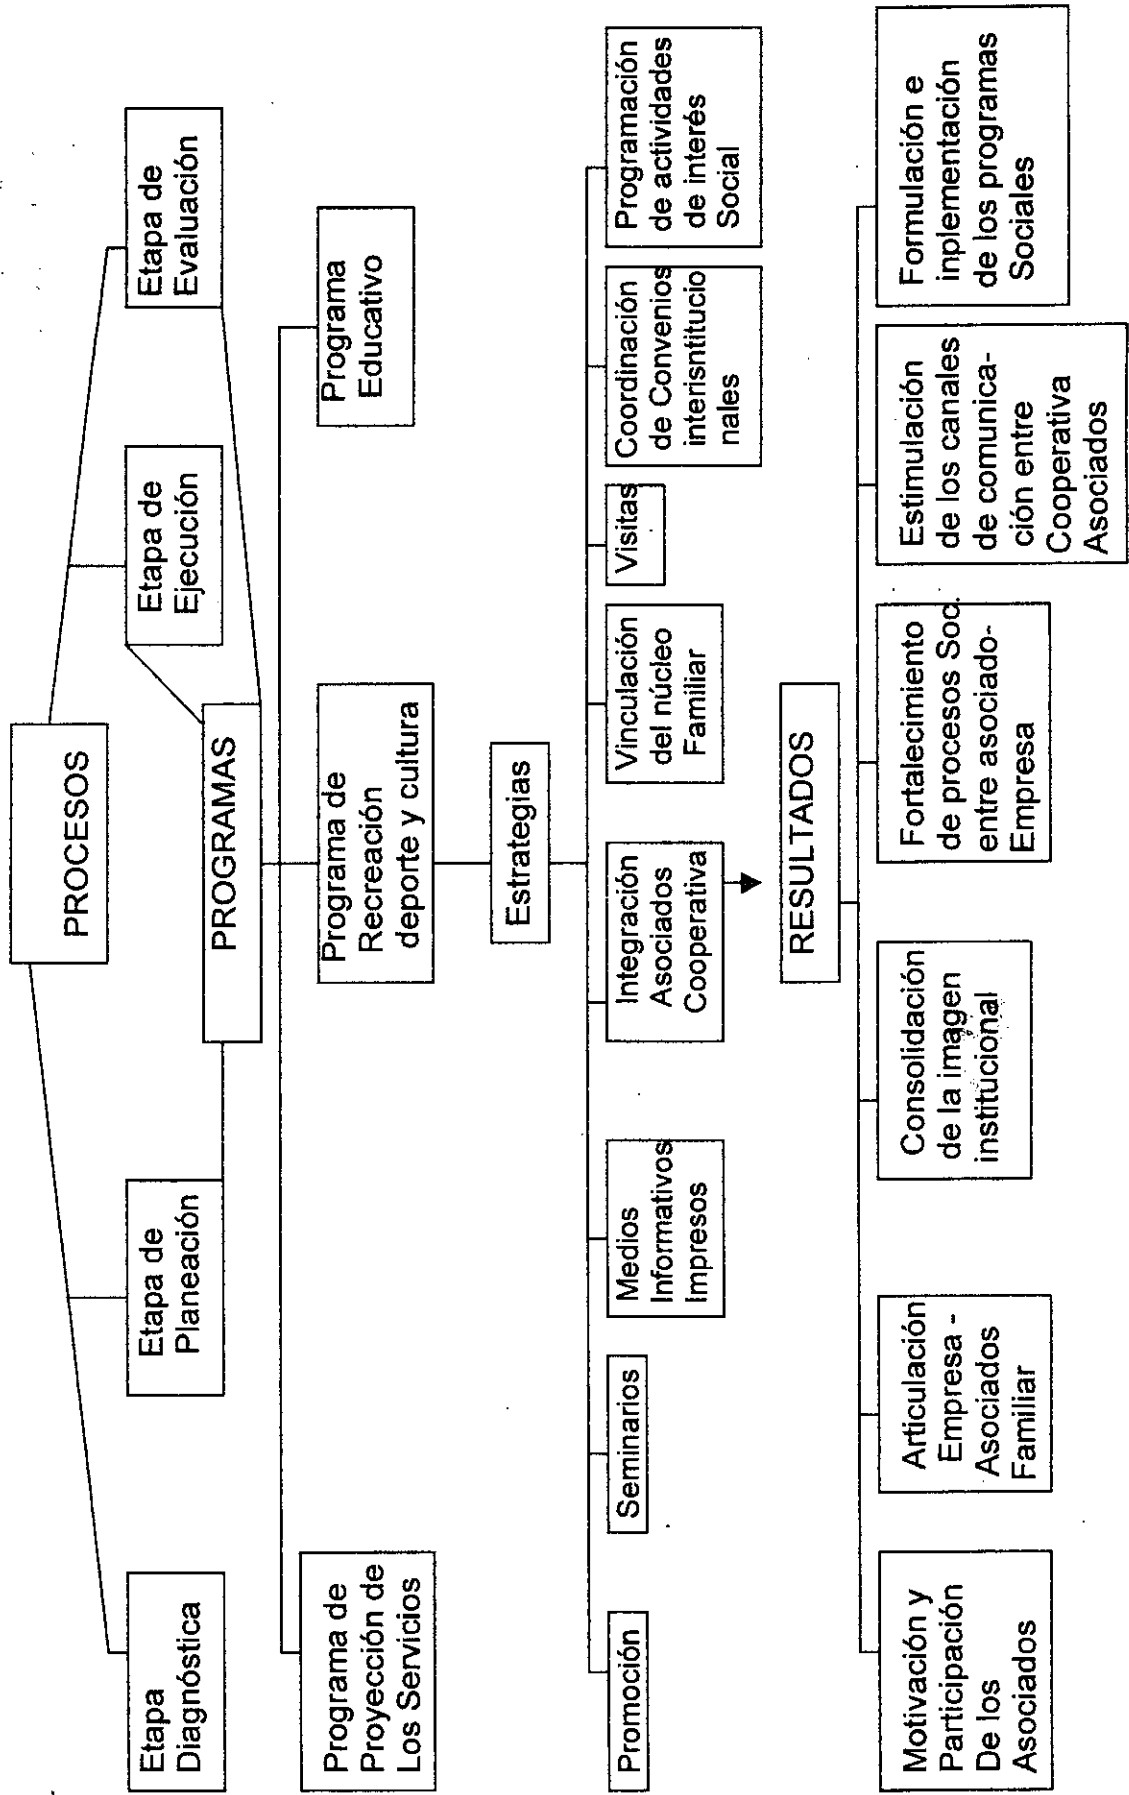 PROCESOS
Etapa
Diagnóstica
Etapa de
Planeación
Etapa de
Ejecución
Etapa de
Evaluación
PROGRAMAS
Programa de
Proyección de
Los Servicios
Programa de
Recreación
deporte y cultura
Programa
Educativo
Estrategias
Promoción
Seminarios
Medios
Informativos
Impresos
Integración
Asociados
Cooperativa
Vinculación
del núcleo
Familiar
Visitas
Coordinación
de Convenios
interisntitucio
nales
Programación
de actividades
de interés
Social
RESULTADOS
Motivación y
Participación
De los
Asociados
Articulación
Empresa -
Asociados
Familiar
Consolidación
de la imagen
institucional
Fortalecimiento
de procesos Soc.
entre asociado-
Empresa
Estimulación
de los canales
de comunica-
ción entre
Cooperativa
Asociados
Formulación e
inplementación
de los programas
Sociales